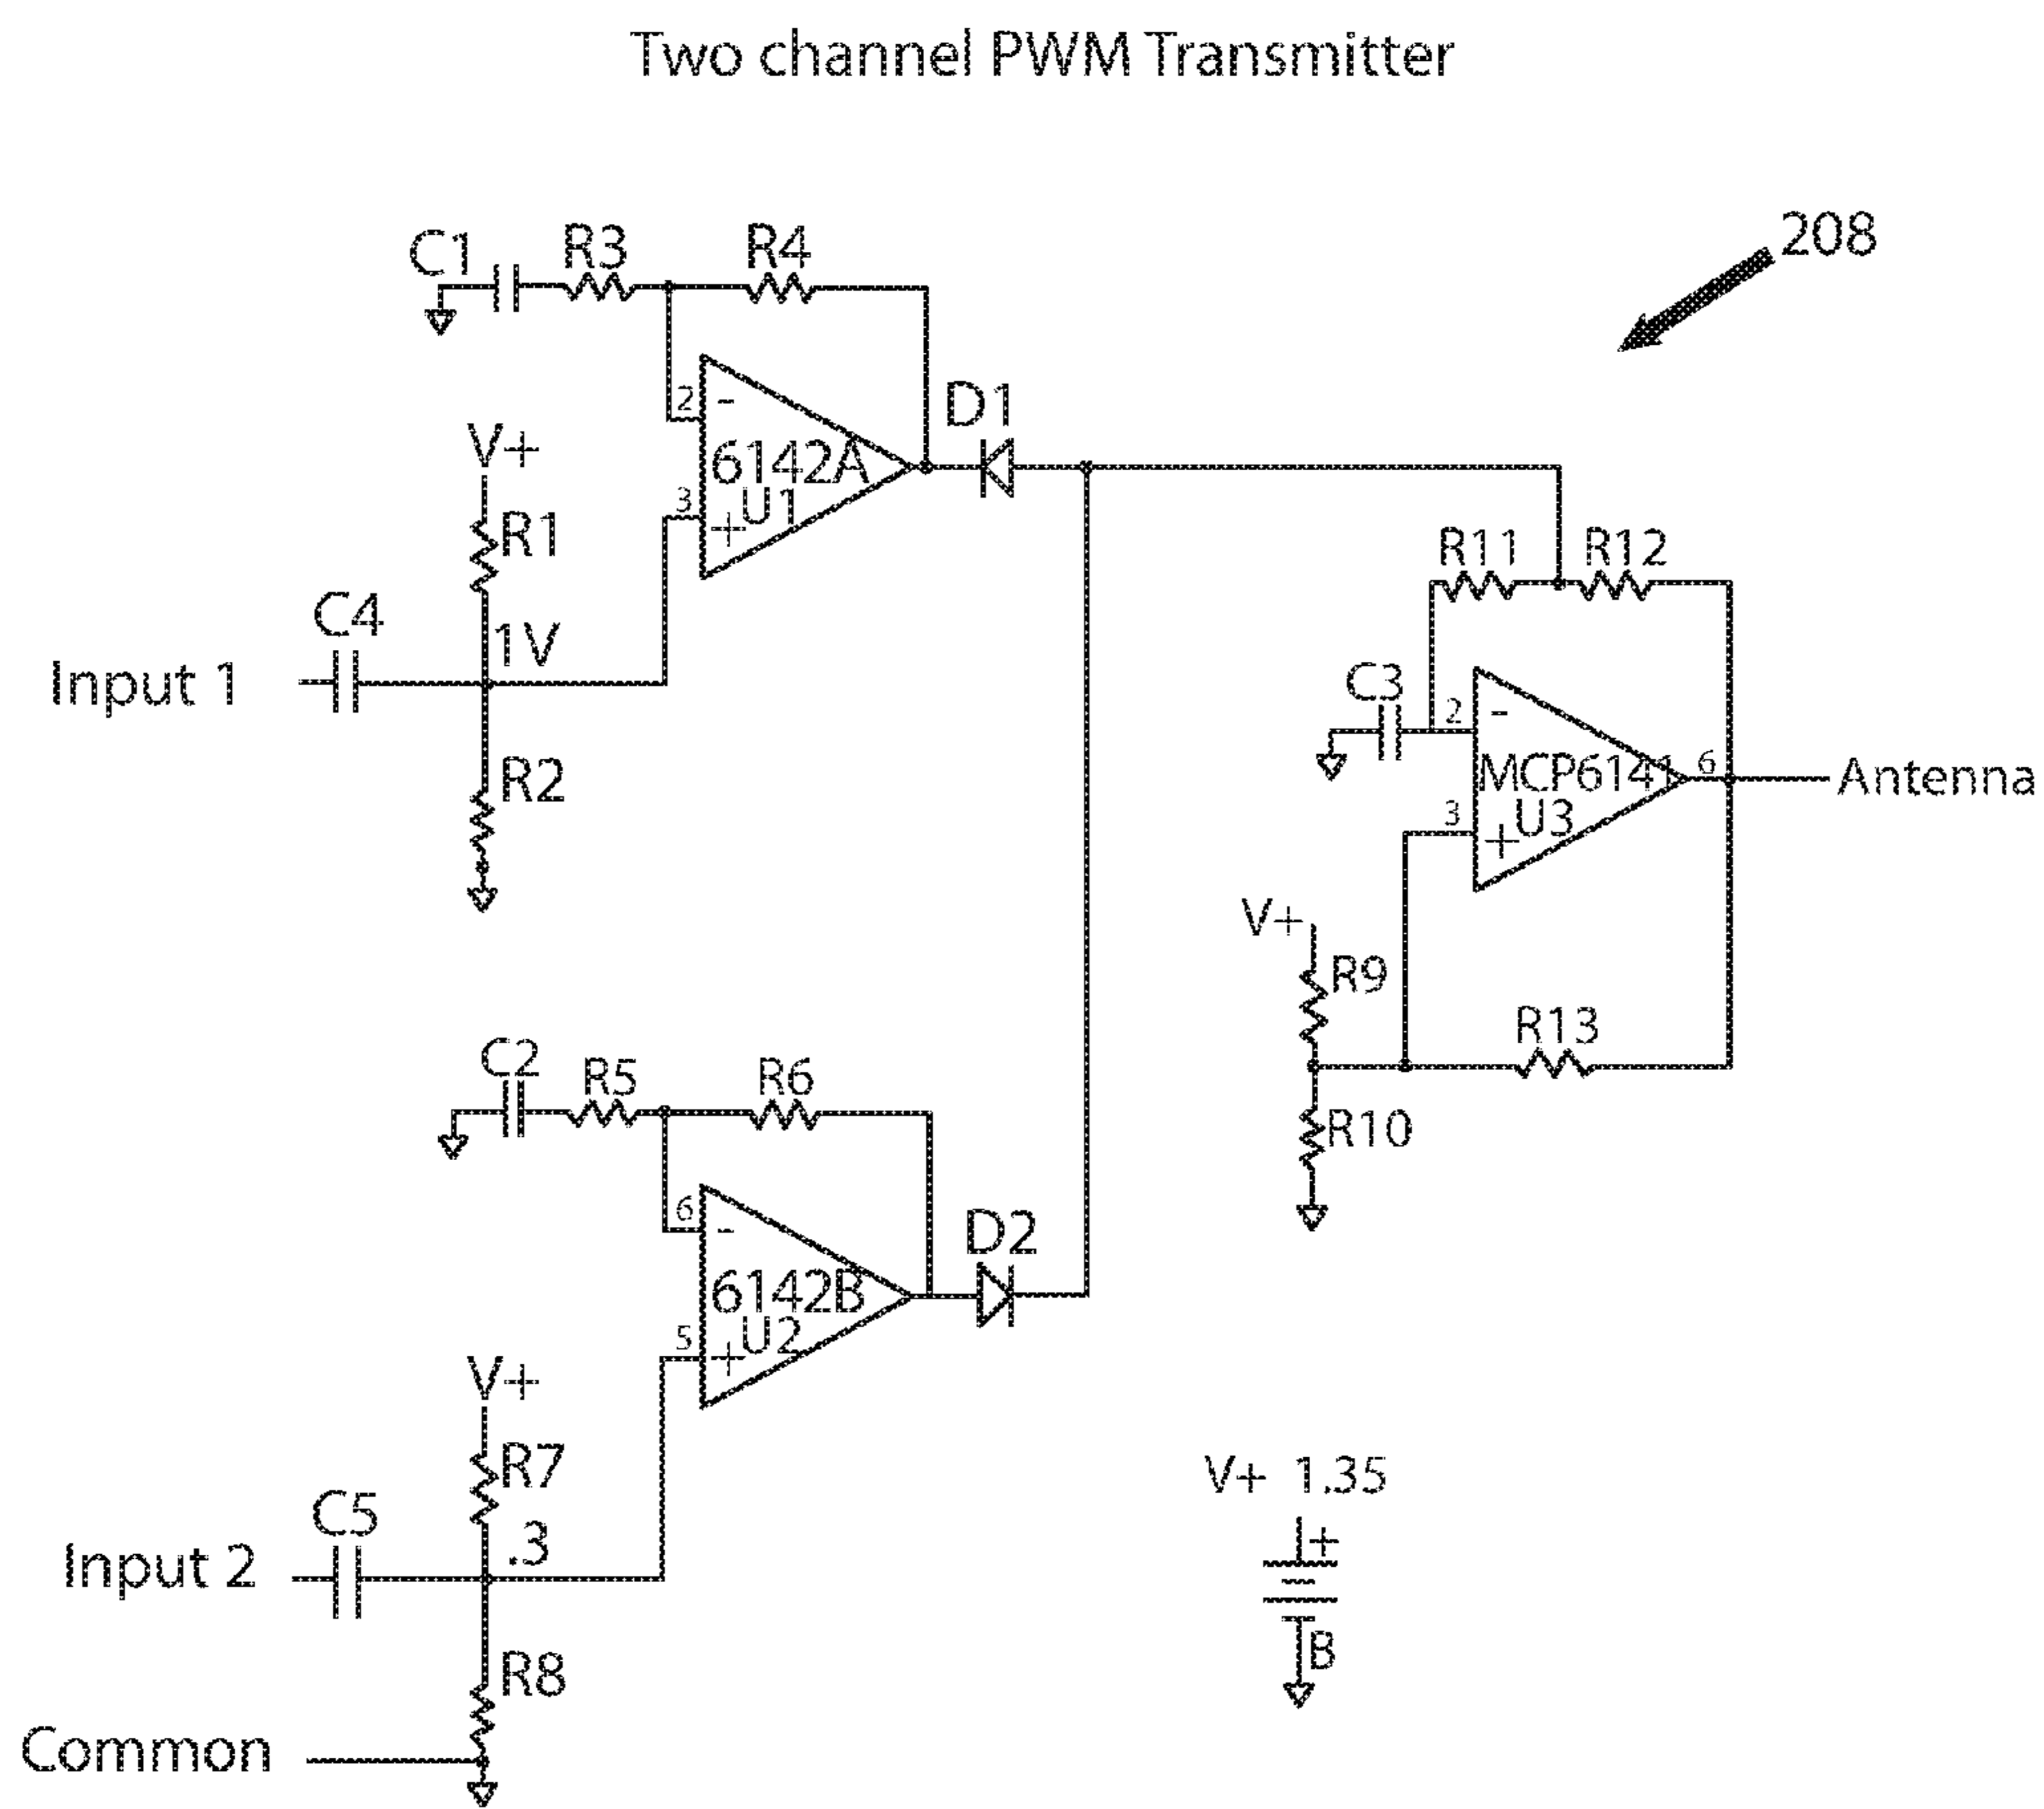 Two channel PWM Transmitter
208
C1
R3
R4
2
-
V+
6142A
D1
3
+
U1
R1
R11
R12
C4
1V
Input 1
C3
2
-
R2
MCP6141
6
Antenna
3
+
U3
V+
R9
R13
C2
R5
R6
R10
6
-
D2
6142B
5
+
U2
V+
R7
V+ 1.35
C5
.3
+
Input 2
B
R8
Common